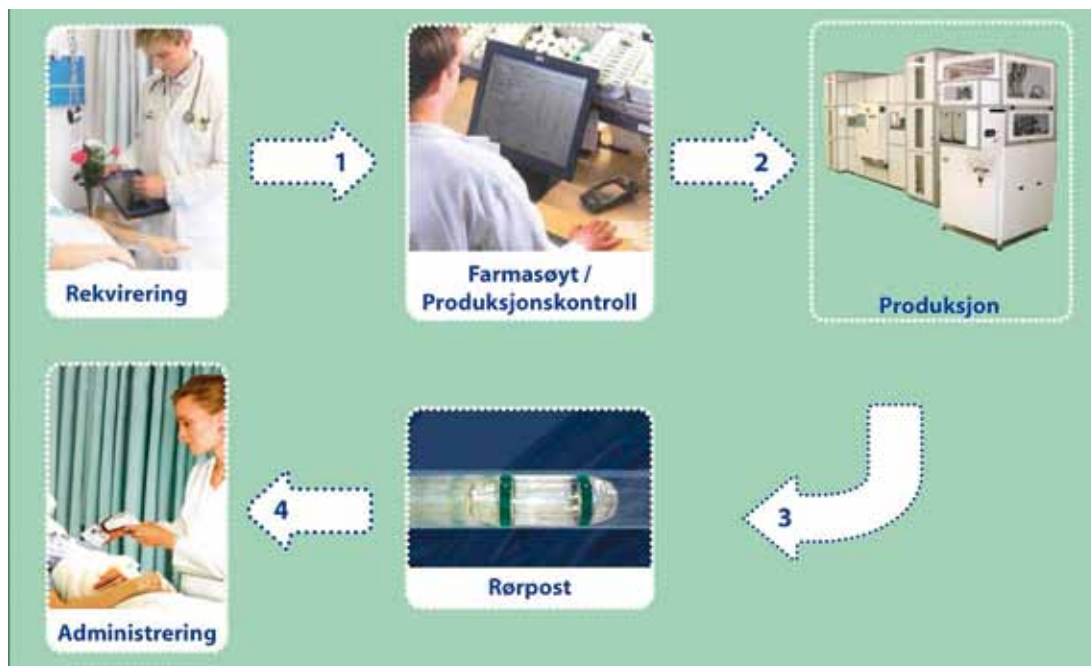 1
2
Rekvirering
Farmasøyt /
Produksjonskontroll
Produksjon
3
4
Rørpost
Administrering